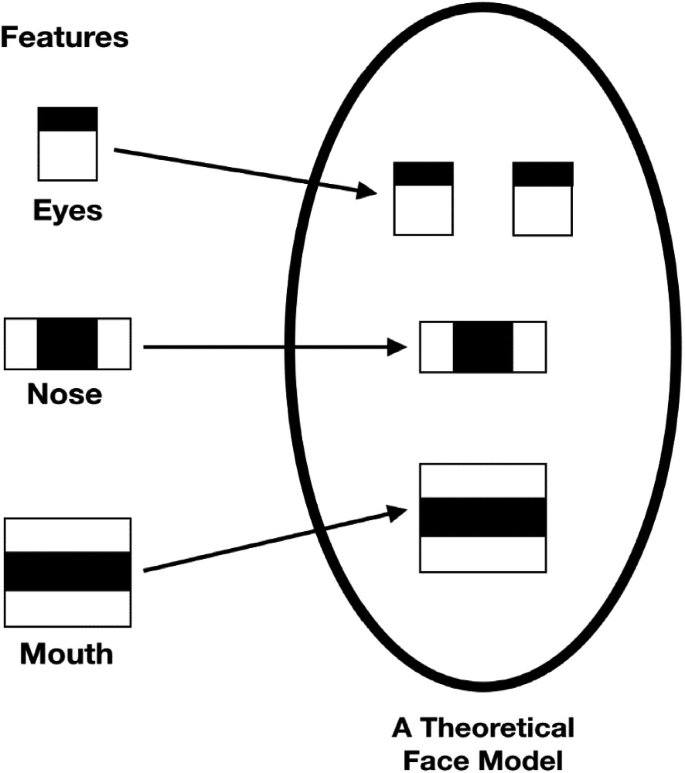 Features
Eyes
Nose
Mouth
A Theoretical
Face Model